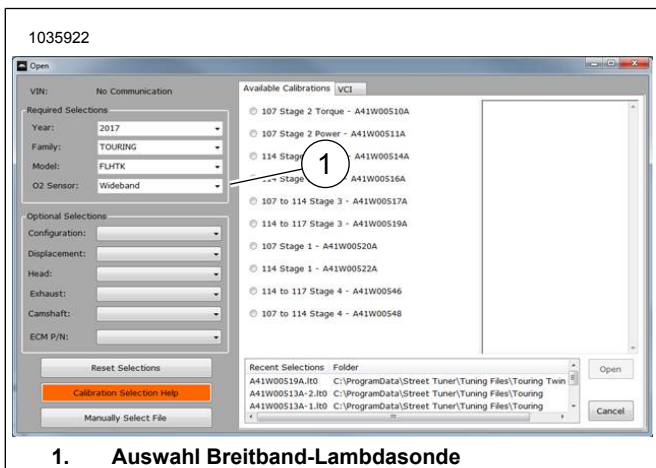 1035922
Open
VIN: No Communication
Required Selections
Year: 2017
Family: TOURING
Model: FLHTK
O2 Sensor: Wideband
Optional Selections
Configuration:
Displacement:
Head:
Exhaust:
Camshaft:
ECM P/N:
Reset Selections
Calibration Selection Help
Manually Select File
Available Calibrations VCI
107 Stage 2 Torque - A41W00510A
107 Stage 2 Power - A41W00511A
114 Stage - A41W00514A
Stage - A41W00516A
107 to 114 Stage 3 - A41W00517A
114 to 117 Stage 3 - A41W00519A
107 Stage 1 - A41W00520A
114 Stage 1 - A41W00522A
114 to 117 Stage 4 - A41W00546
107 to 114 Stage 4 - A41W00548
1
Recent Selections Folder
A41W00519A.lt0 C:\ProgramData\Street Tuner\Tuning Files\Touring Twin
A41W00513A-2.lt0 C:\ProgramData\Street Tuner\Tuning Files\Touring
A41W00513A-1.lt0 C:\ProgramData\Street Tuner\Tuning Files\Touring
Open
Cancel
1. Auswahl Breitband-Lambdasonde